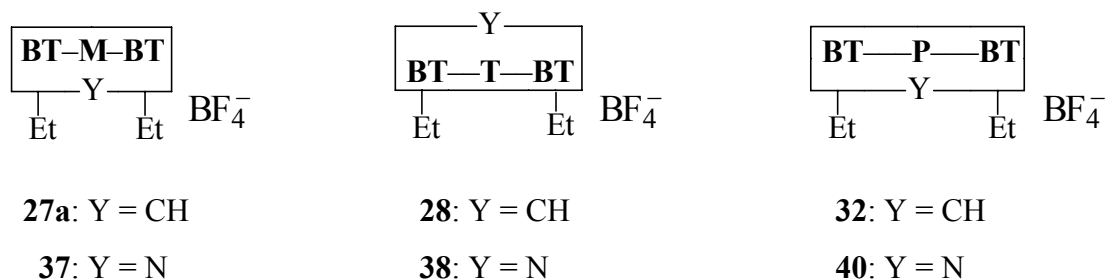 BT–M–BT
Y
Et Et BF₄⁻
27a: Y = CH
37: Y = N
Y
BT—T—BT
Et Et BF₄⁻
28: Y = CH
38: Y = N
BT—P—BT
Y
Et Et BF₄⁻
32: Y = CH
40: Y = N